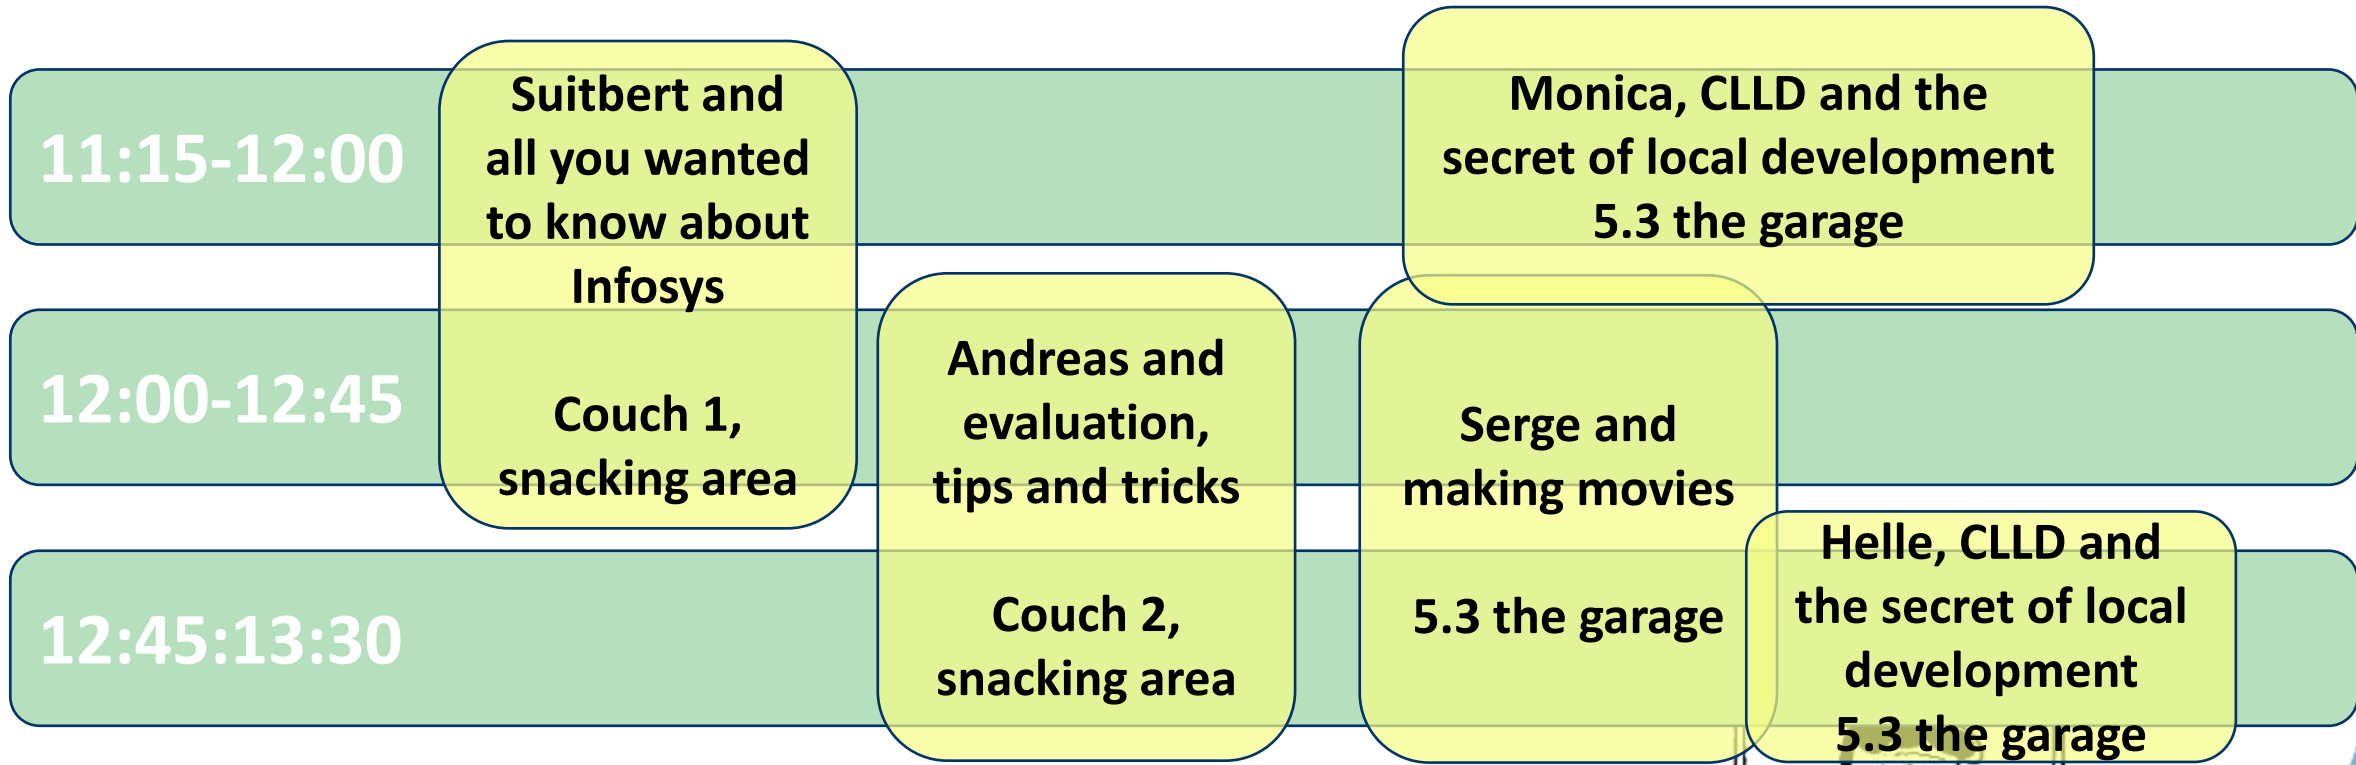 11:15-12:00
Suitbert and
all you wanted
to know about
Infosys
Couch 1,
snacking area
Monica, CLLD and the
secret of local development
5.3 the garage
12:00-12:45
Andreas and
evaluation,
tips and tricks
Couch 2,
snacking area
Serge and
making movies
5.3 the garage
12:45:13:30
Helle, CLLD and
the secret of local
development
5.3 the garage